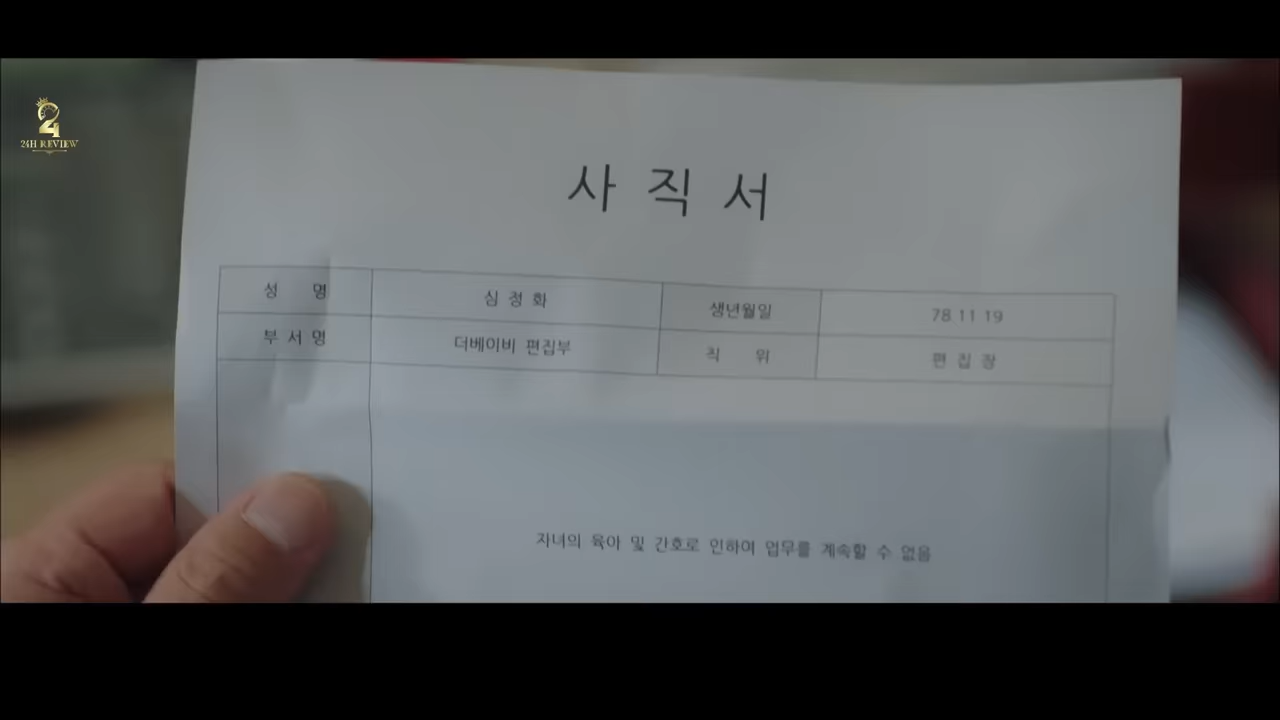 24H REVIEW
사 직 서
성 명 심 정 화 생년월일 78 11 19
부 서 명 더베이비 편집부 직 위 편 집 장
자녀의 육아 및 간호로 인하여 업무를 계속할 수 없음